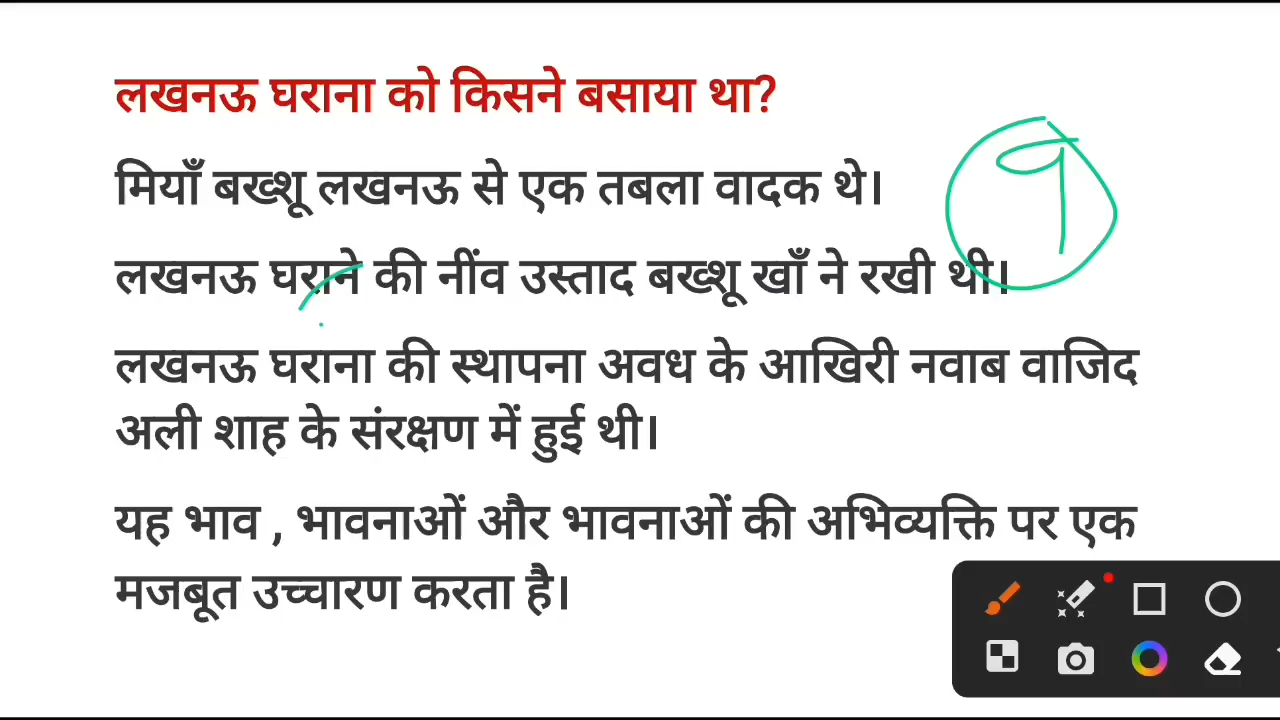 लखनऊ घराना को किसने बसाया था?
मियाँ बख्शू लखनऊ से एक तबला वादक थे।
लखनऊ घराने की नींव उस्ताद बख्शू खाँ ने रखी थी।
लखनऊ घराना की स्थापना अवध के आखिरी नवाब वाजिद
अली शाह के संरक्षण में हुई थी।
यह भाव , भावनाओं और भावनाओं की अभिव्यक्ति पर एक
मजबूत उच्चारण करता है।